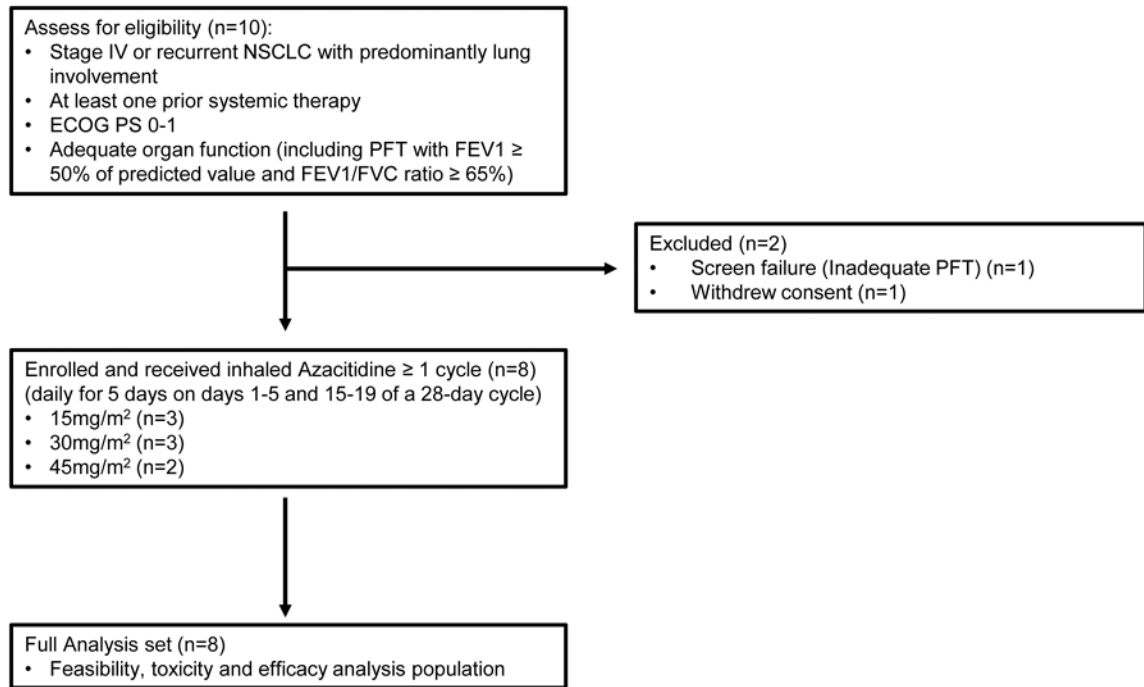 Assess for eligibility (n=10):
• Stage IV or recurrent NSCLC with predominantly lung
involvement
• At least one prior systemic therapy
• ECOG PS 0-1
• Adequate organ function (including PFT with FEV1 ≥
50% of predicted value and FEV1/FVC ratio ≥ 65%)
Excluded (n=2)
• Screen failure (Inadequate PFT) (n=1)
• Withdrew consent (n=1)
Enrolled and received inhaled Azacitidine ≥ 1 cycle (n=8)
(daily for 5 days on days 1-5 and 15-19 of a 28-day cycle)
• 15mg/m² (n=3)
• 30mg/m² (n=3)
• 45mg/m² (n=2)
Full Analysis set (n=8)
• Feasibility, toxicity and efficacy analysis population